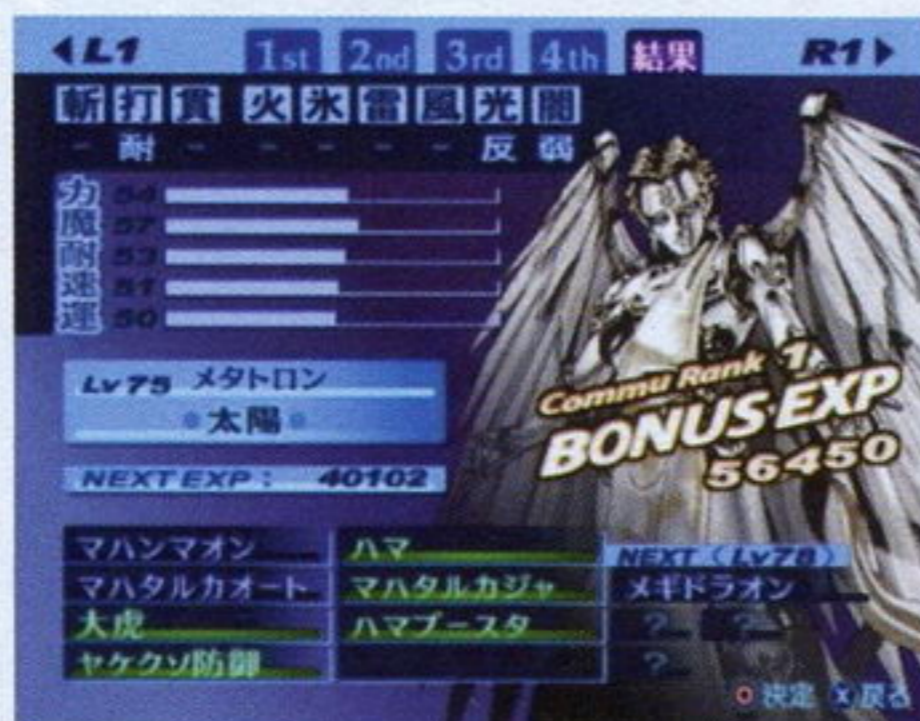 ◀L1 1st 2nd 3rd 4th 結果 R1▶
斬打貫 火氷雷風光闇
- 耐 - - - - - 反 弱
力 54
魔 57
耐 53
速 51
運 50
Lv75 メタトロン
太陽
NEXT EXP: 40102
Commu Rank 1
BONUS EXP
56450
マハンマオン ハマ NEXT (Lv78)
マハタルカオート マハタルカジャ メギドラオン
大虎 ハマブースタ ? ?
ヤケクソ防御 ?
○決定 ×戻る